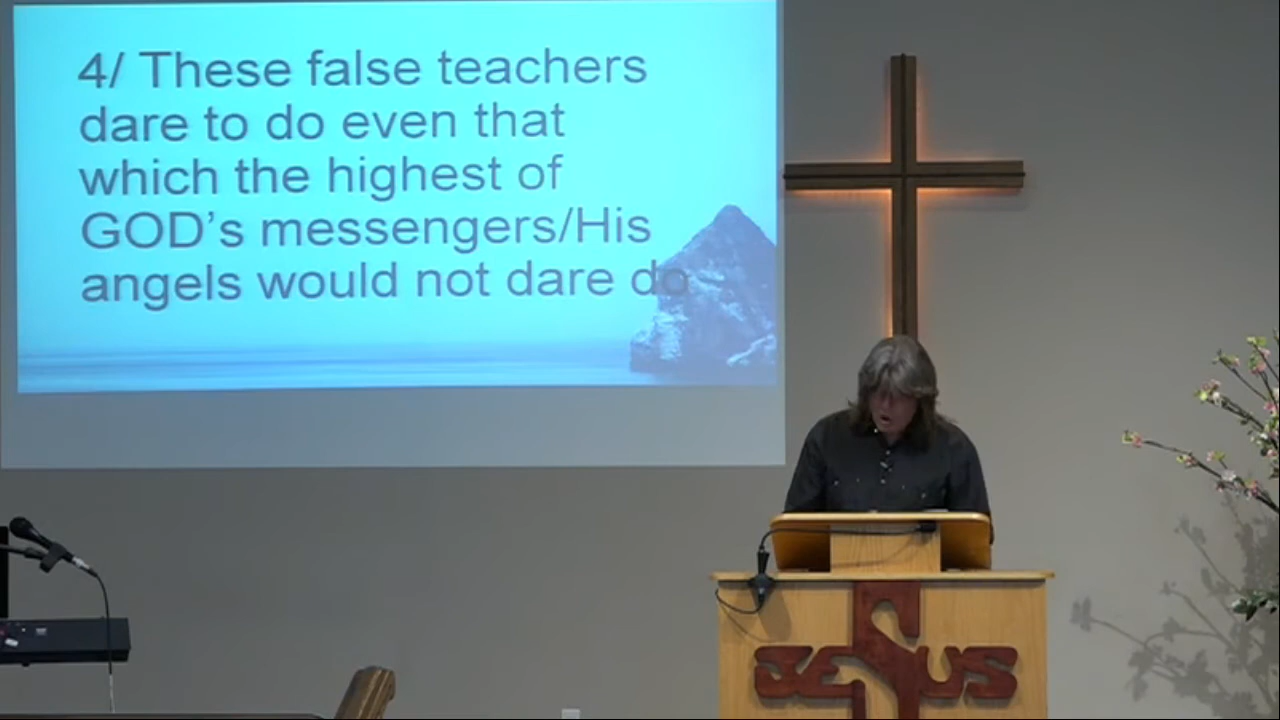 4/ These false teachers
dare to do even that
which the highest of
GOD’s messengers/His
angels would not dare do
JESUS